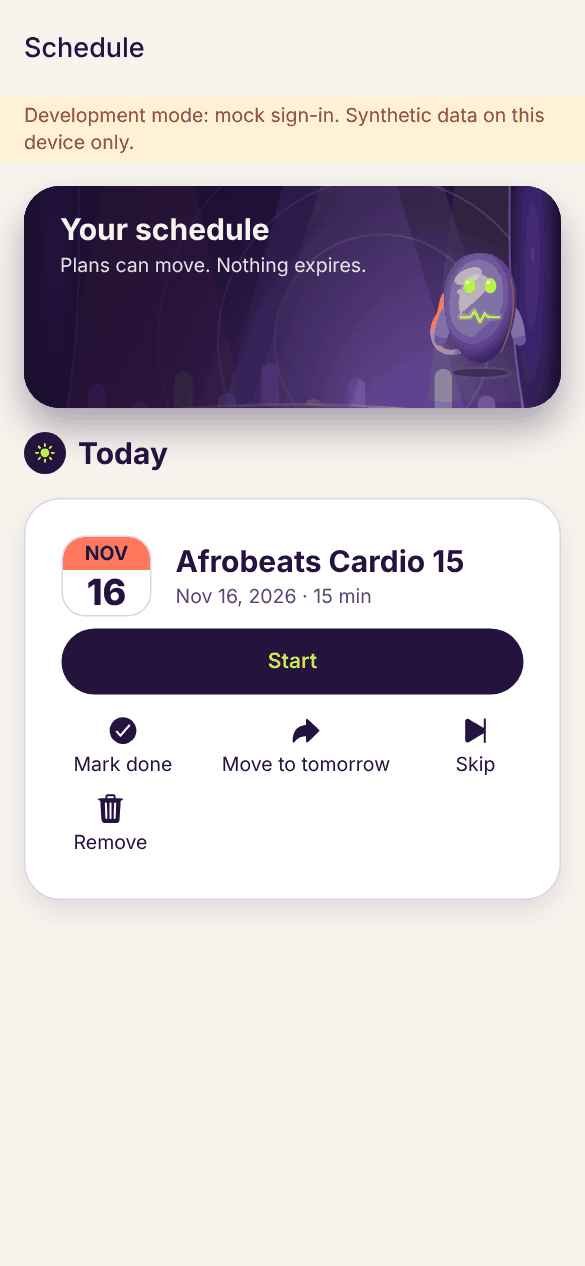 Schedule
Development mode: mock sign-in. Synthetic data on this
device only.
Your schedule
Plans can move. Nothing expires.
Today
NOV
16
Afrobeats Cardio 15
Nov 16, 2026 · 15 min
Start
Mark done
Move to tomorrow
Skip
Remove